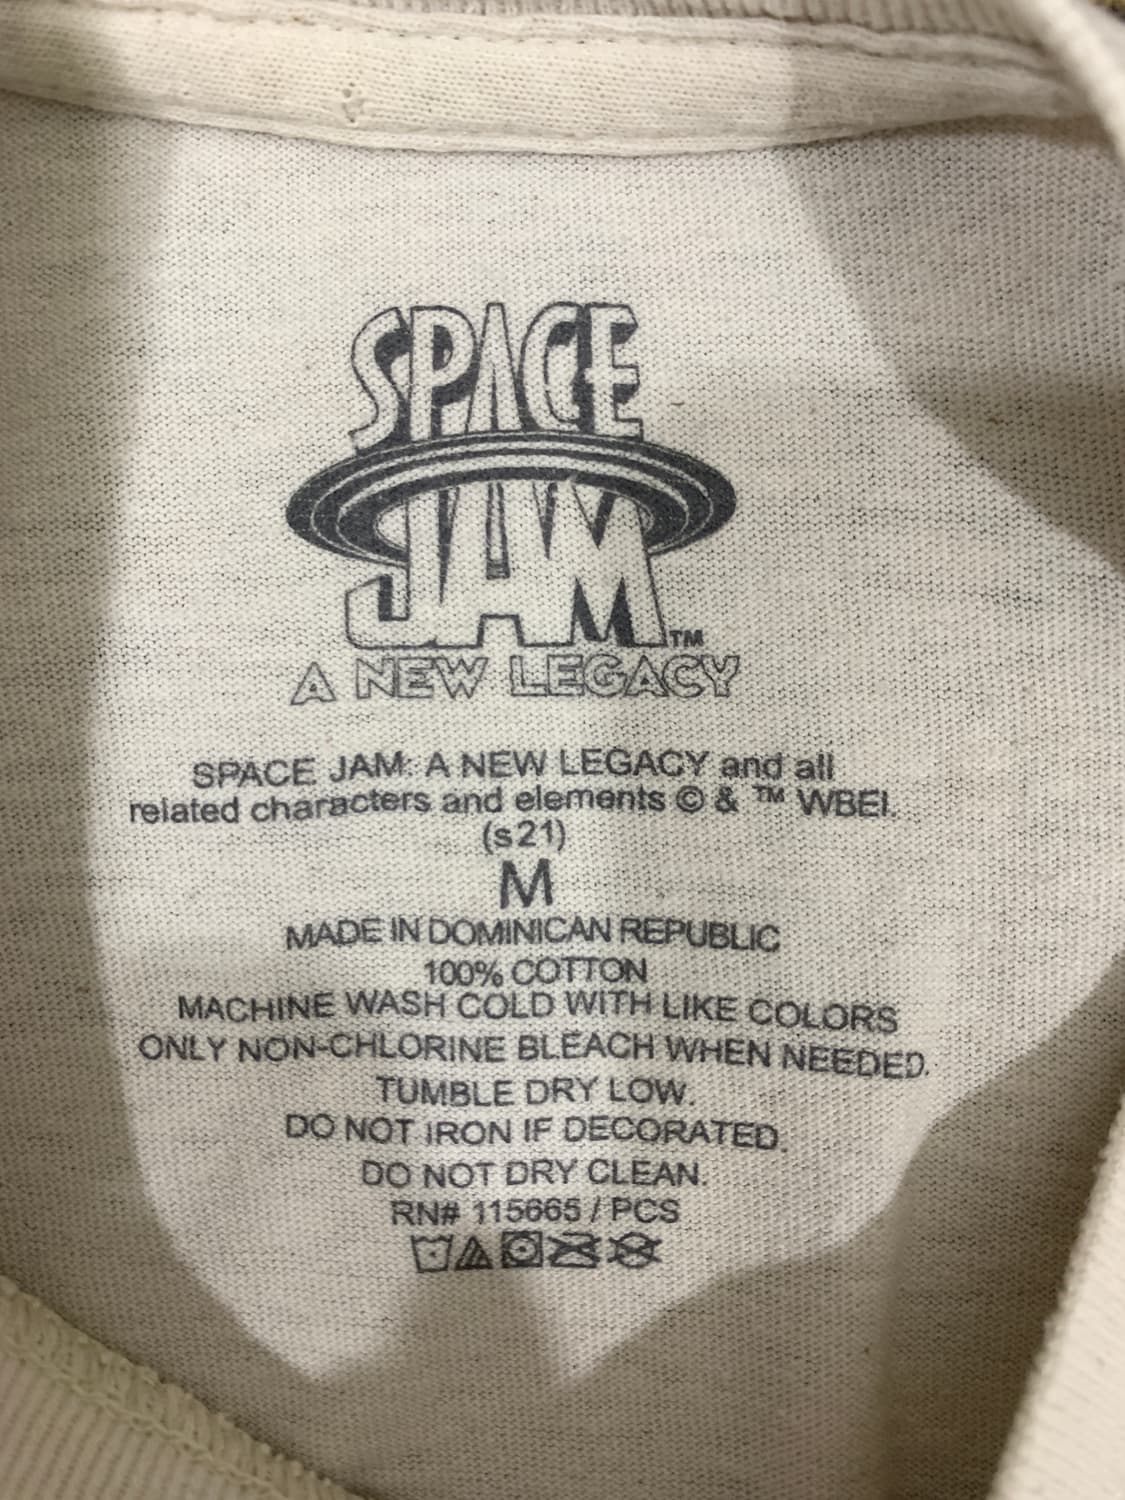 SPACE
JAM™
A NEW LEGACY
SPACE JAM: A NEW LEGACY and all
related characters and elements © & ™ WBEI.
(s21)
M
MADE IN DOMINICAN REPUBLIC
100% COTTON
MACHINE WASH COLD WITH LIKE COLORS
ONLY NON-CHLORINE BLEACH WHEN NEEDED.
TUMBLE DRY LOW.
DO NOT IRON IF DECORATED.
DO NOT DRY CLEAN.
RN# 115665 / PCS